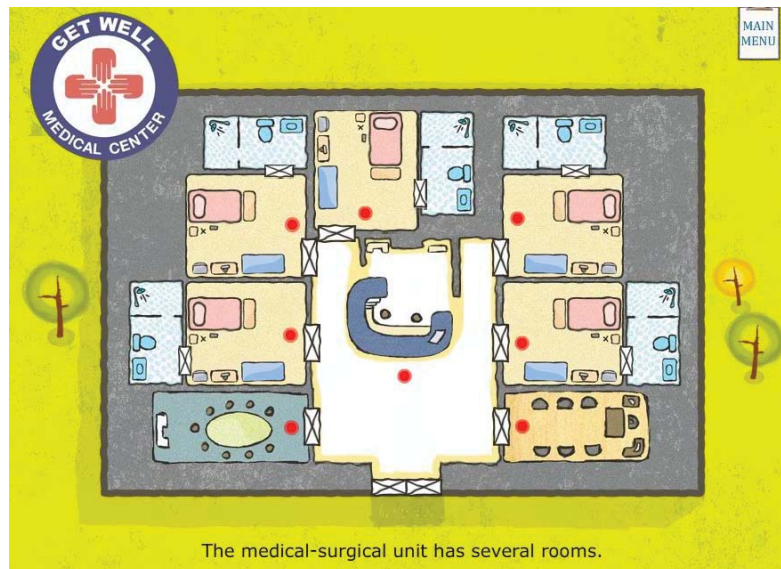 GET WELL
MEDICAL CENTER
MAIN
MENU
The medical-surgical unit has several rooms.